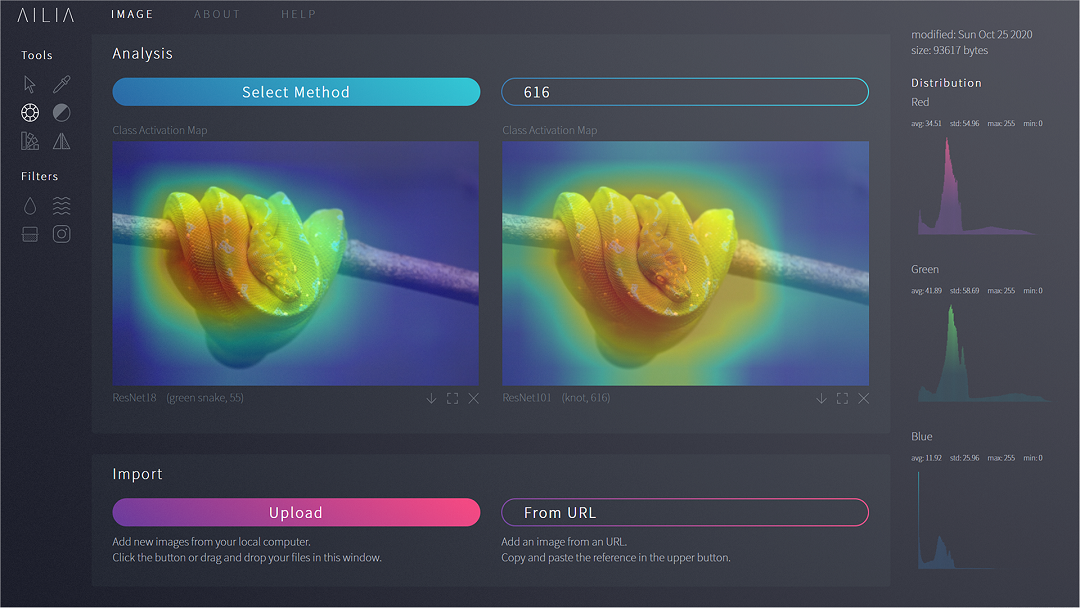 AILIA
IMAGE ABOUT HELP
Tools
Filters
Analysis
Select Method
616
Class Activation Map
Class Activation Map
ResNet18 (green snake, 55)
ResNet101 (knot, 616)
Import
Upload
From URL
Add new images from your local computer.
Click the button or drag and drop your files in this window.
Add an image from an URL.
Copy and paste the reference in the upper button.
modified: Sun Oct 25 2020
size: 93617 bytes
Distribution
Red
avg: 34.51 std: 54.96 max: 255 min: 0
Green
avg: 41.89 std: 58.69 max: 255 min: 0
Blue
avg: 11.92 std: 25.96 max: 255 min: 0